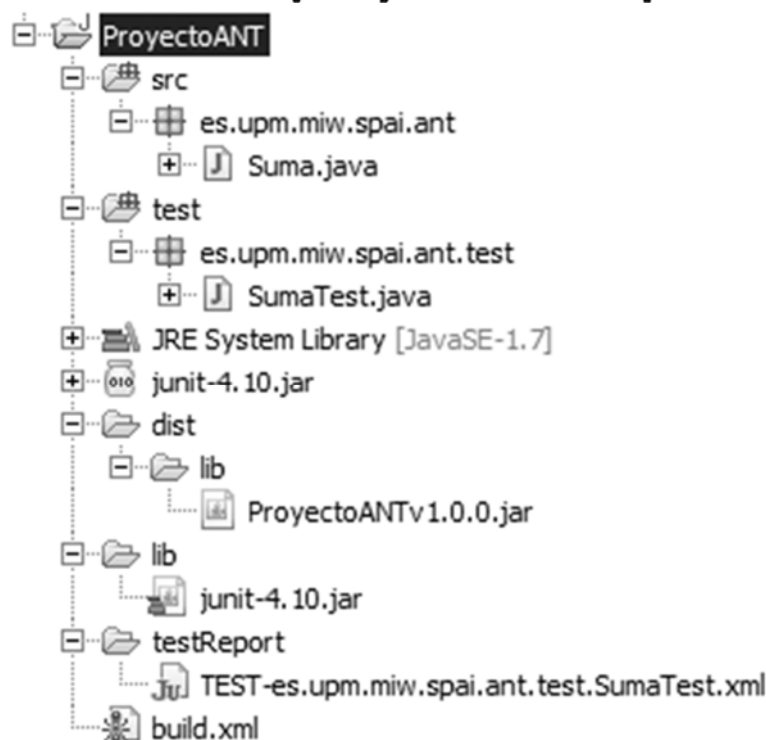 ProyectoANT
src
es.upm.miw.spai.ant
Suma.java
test
es.upm.miw.spai.ant.test
SumaTest.java
JRE System Library [JavaSE-1.7]
junit-4.10.jar
dist
lib
ProyectoANTv1.0.0.jar
lib
junit-4.10.jar
testReport
TEST-es.upm.miw.spai.ant.test.SumaTest.xml
build.xml